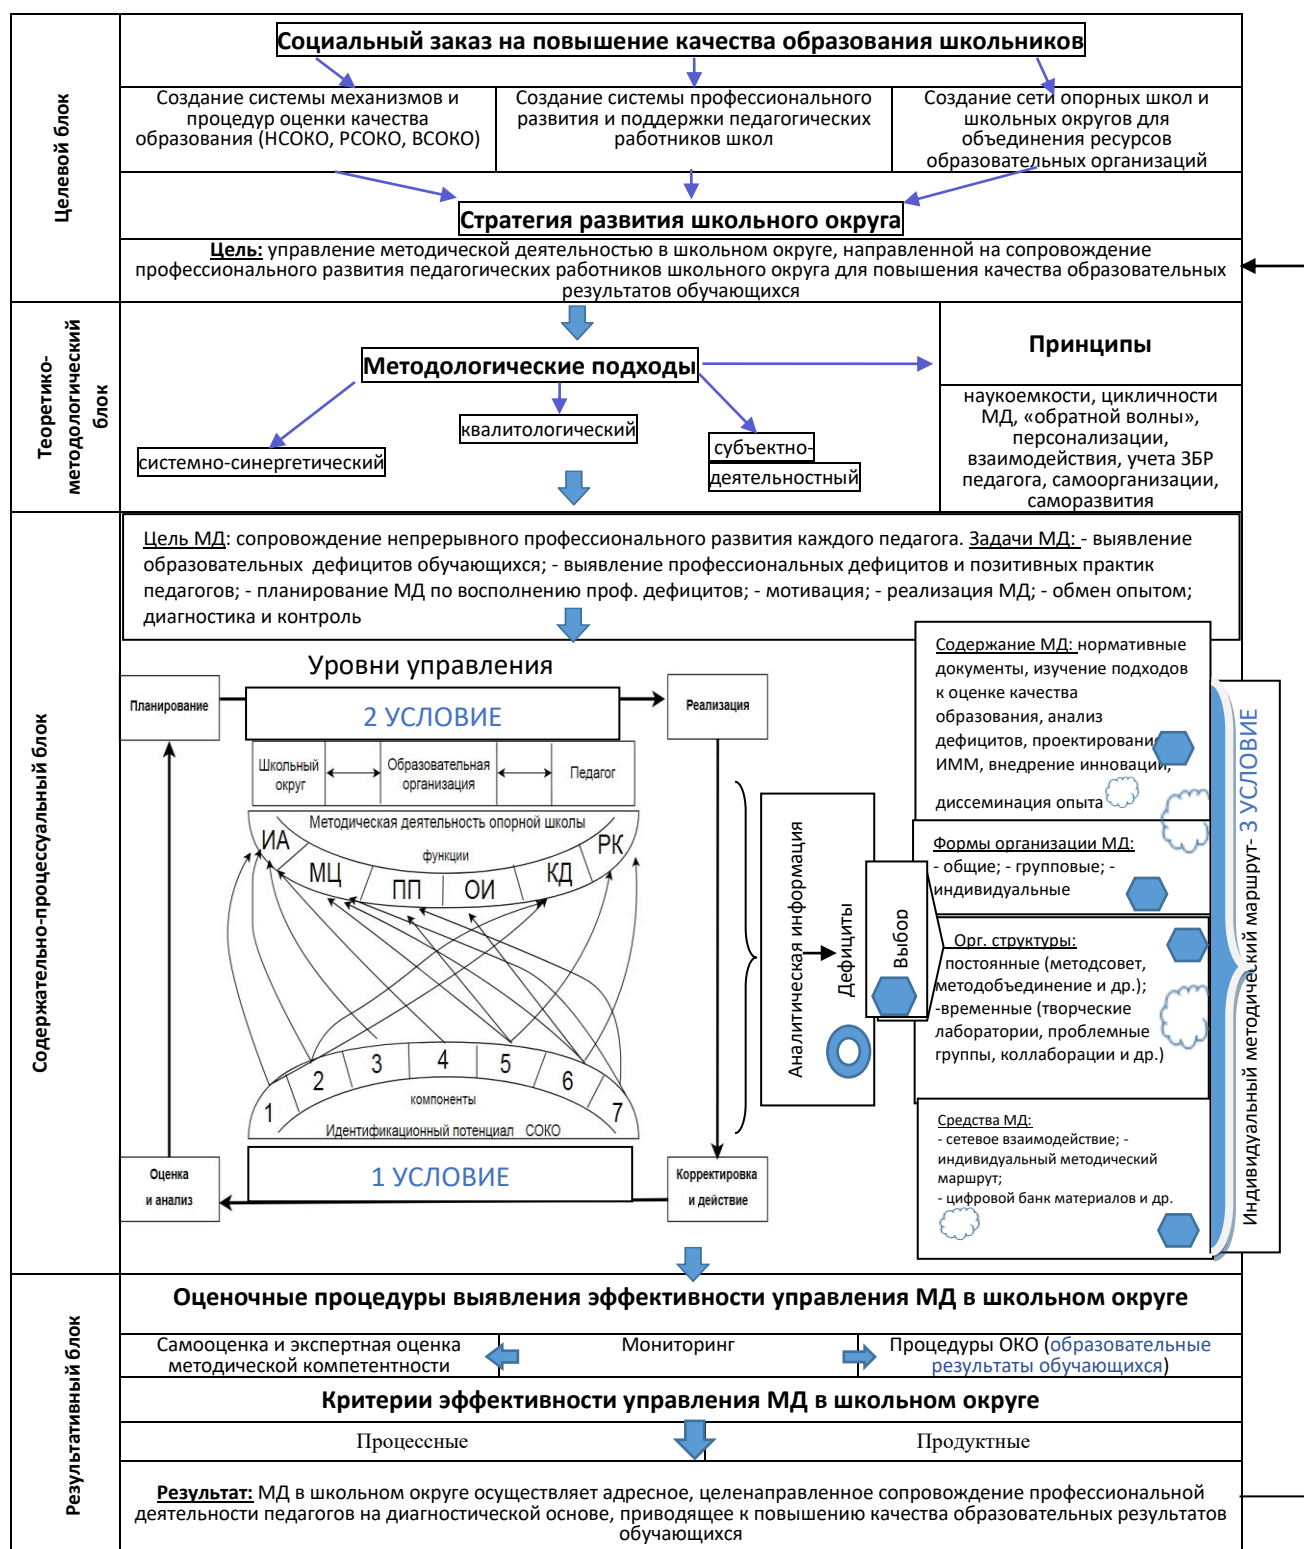 Целевой блок
Социальный заказ на повышение качества образования школьников
Создание системы механизмов и
процедур оценки качества
образования (НСОКО, РСОКО, ВСОКО)
Создание системы профессионального
развития и поддержки педагогических
работников школ
Создание сети опорных школ и
школьных округов для
объединения ресурсов
образовательных организаций
Стратегия развития школьного округа
Цель: управление методической деятельностью в школьном округе, направленной на сопровождение
профессионального развития педагогических работников школьного округа для повышения качества образовательных
результатов обучающихся
Теоретико-
методологический
блок
Методологические подходы
системно-синергетический
квалитологический
субъектно-
деятельностный
Принципы
наукоемкости, цикличности
МД, «обратной волны»,
персонализации,
взаимодействия, учета ЗБР
педагога, самоорганизации,
саморазвития
Содержательно-процессуальный блок
Цель МД: сопровождение непрерывного профессионального развития каждого педагога. Задачи МД: - выявление
образовательных дефицитов обучающихся; - выявление профессиональных дефицитов и позитивных практик
педагогов; - планирование МД по восполнению проф. дефицитов; - мотивация; - реализация МД; - обмен опытом;
диагностика и контроль
Уровни управления
Планирование
2 УСЛОВИЕ
Реализация
Школьный
округ
Образовательная
организация
Педагог
Методическая деятельность опорной школы
функции
ИА
МЦ
ПП
ОИ
КД
РК
1
2
3
4
5
6
7
компоненты
Идентификационный потенциал СОКО
1 УСЛОВИЕ
Оценка
и анализ
Корректировка
и действие
Аналитическая информация
Дефициты
Выбор
Содержание МД: нормативные
документы, изучение подходов
к оценке качества
образования, анализ
дефицитов, проектирование
ИММ, внедрение инноваций,
диссеминация опыта
Формы организации МД:
- общие; - групповые; -
индивидуальные
Орг. структуры:
постоянные (методсовет,
методобъединение и др.);
-временные (творческие
лаборатории, проблемные
группы, коллаборации и др.)
Средства МД:
- сетевое взаимодействие; -
индивидуальный методический
маршрут;
- цифровой банк материалов и др.
Индивидуальный методический маршрут- 3 УСЛОВИЕ
Результативный блок
Оценочные процедуры выявления эффективности управления МД в школьном округе
Самооценка и экспертная оценка
методической компетентности
Мониторинг
Процедуры ОКО (образовательные
результаты обучающихся)
Критерии эффективности управления МД в школьном округе
Процессные
Продуктные
Результат: МД в школьном округе осуществляет адресное, целенаправленное сопровождение профессиональной
деятельности педагогов на диагностической основе, приводящее к повышению качества образовательных результатов
обучающихся